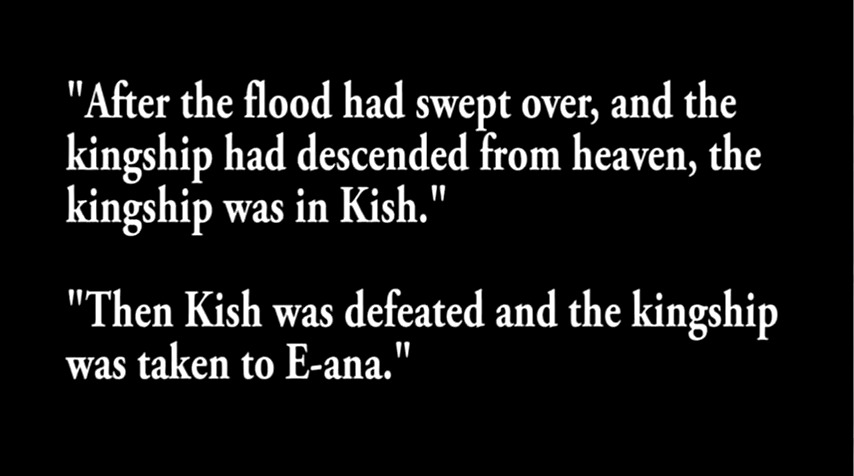 "After the flood had swept over, and the
kingship had descended from heaven, the
kingship was in Kish."
"Then Kish was defeated and the kingship
was taken to E-ana."